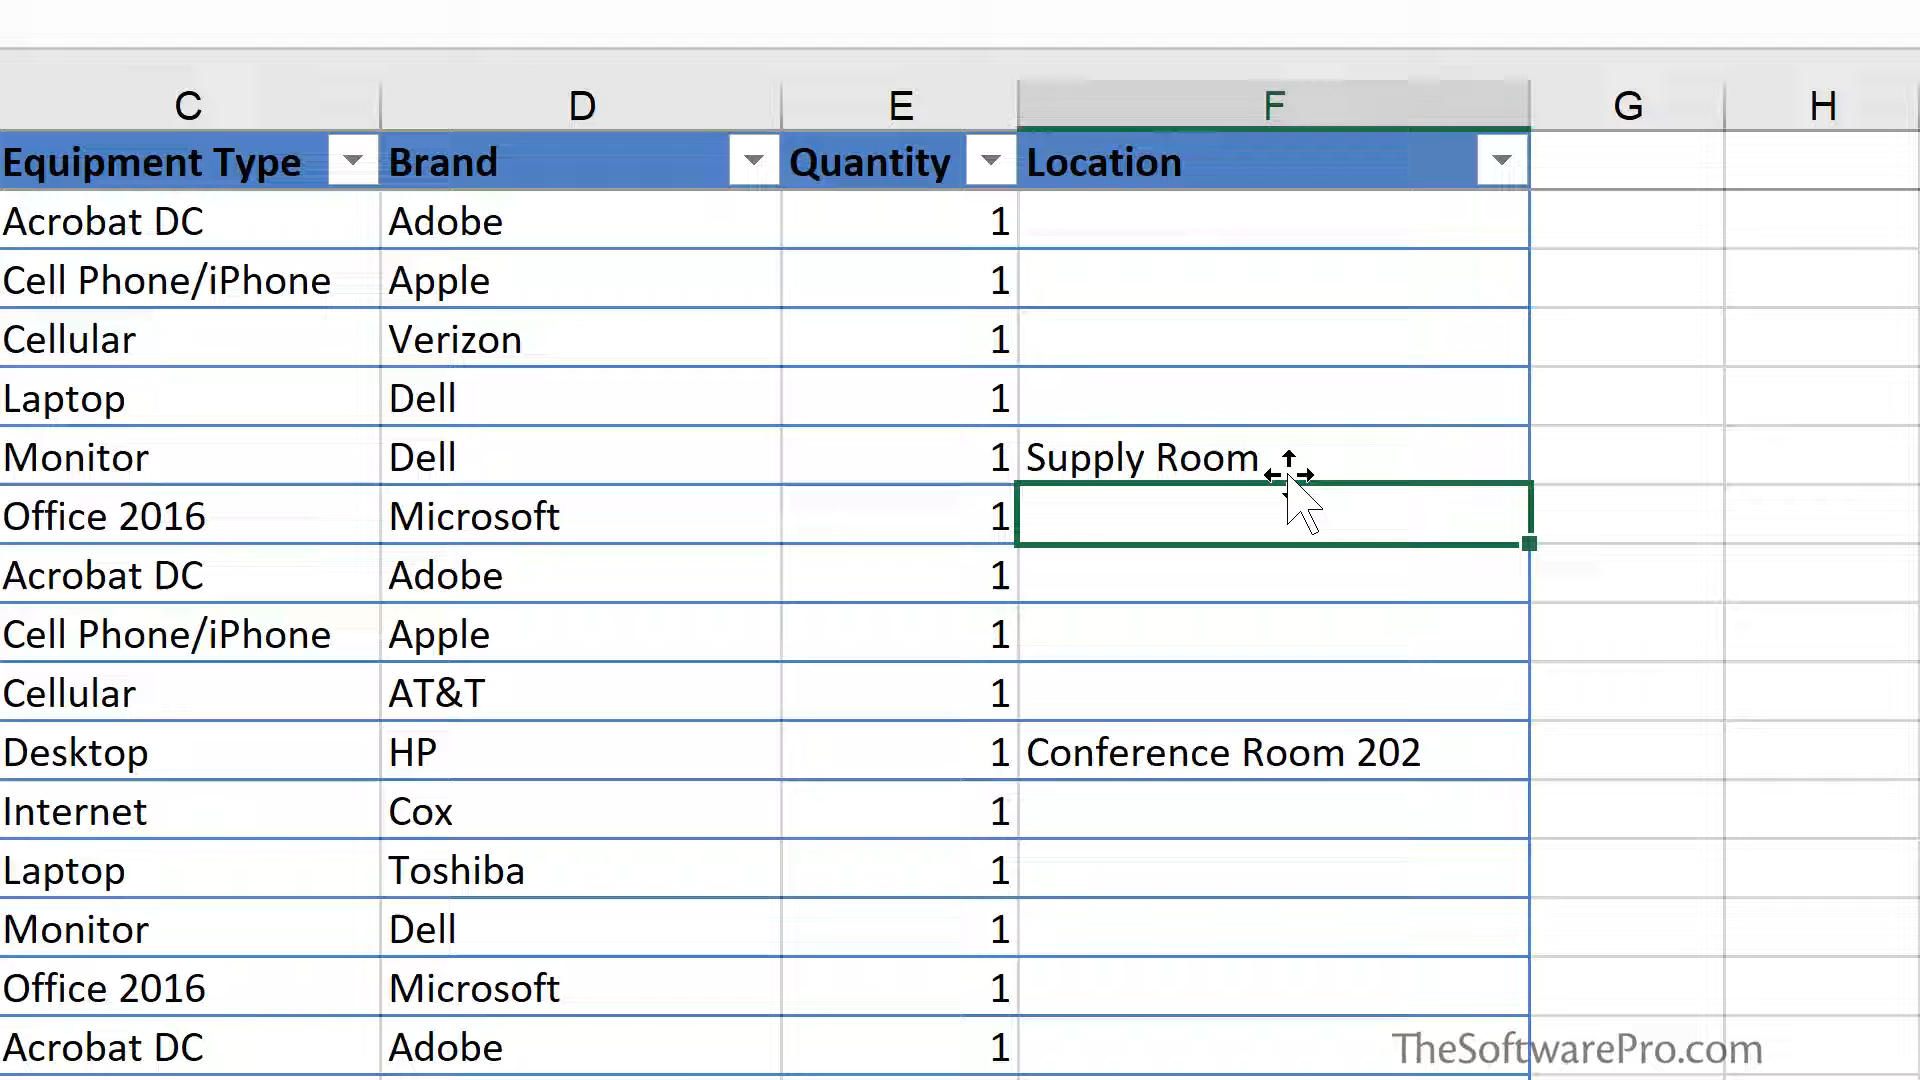 C D E F G H
Equipment Type Brand Quantity Location
Acrobat DC Adobe 1
Cell Phone/iPhone Apple 1
Cellular Verizon 1
Laptop Dell 1
Monitor Dell 1 Supply Room
Office 2016 Microsoft 1
Acrobat DC Adobe 1
Cell Phone/iPhone Apple 1
Cellular AT&T 1
Desktop HP 1 Conference Room 202
Internet Cox 1
Laptop Toshiba 1
Monitor Dell 1
Office 2016 Microsoft 1
Acrobat DC Adobe 1
TheSoftwarePro.com